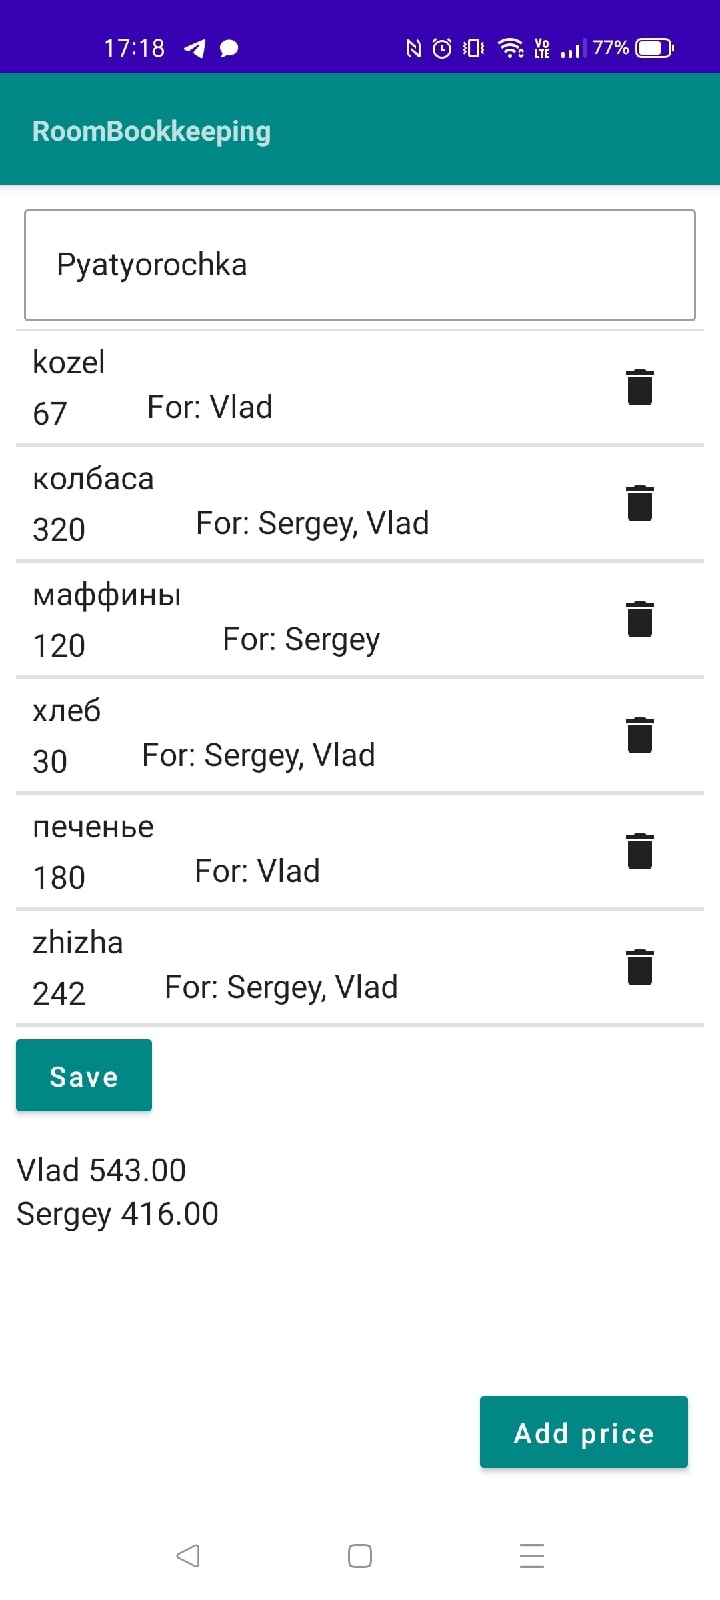 17:18 VO LTE 77%
RoomBookkeeping
Pyatyorochka
kozel
67 For: Vlad
колбаса
320 For: Sergey, Vlad
маффины
120 For: Sergey
хлеб
30 For: Sergey, Vlad
печенье
180 For: Vlad
zhizha
242 For: Sergey, Vlad
Save
Vlad 543.00
Sergey 416.00
Add price